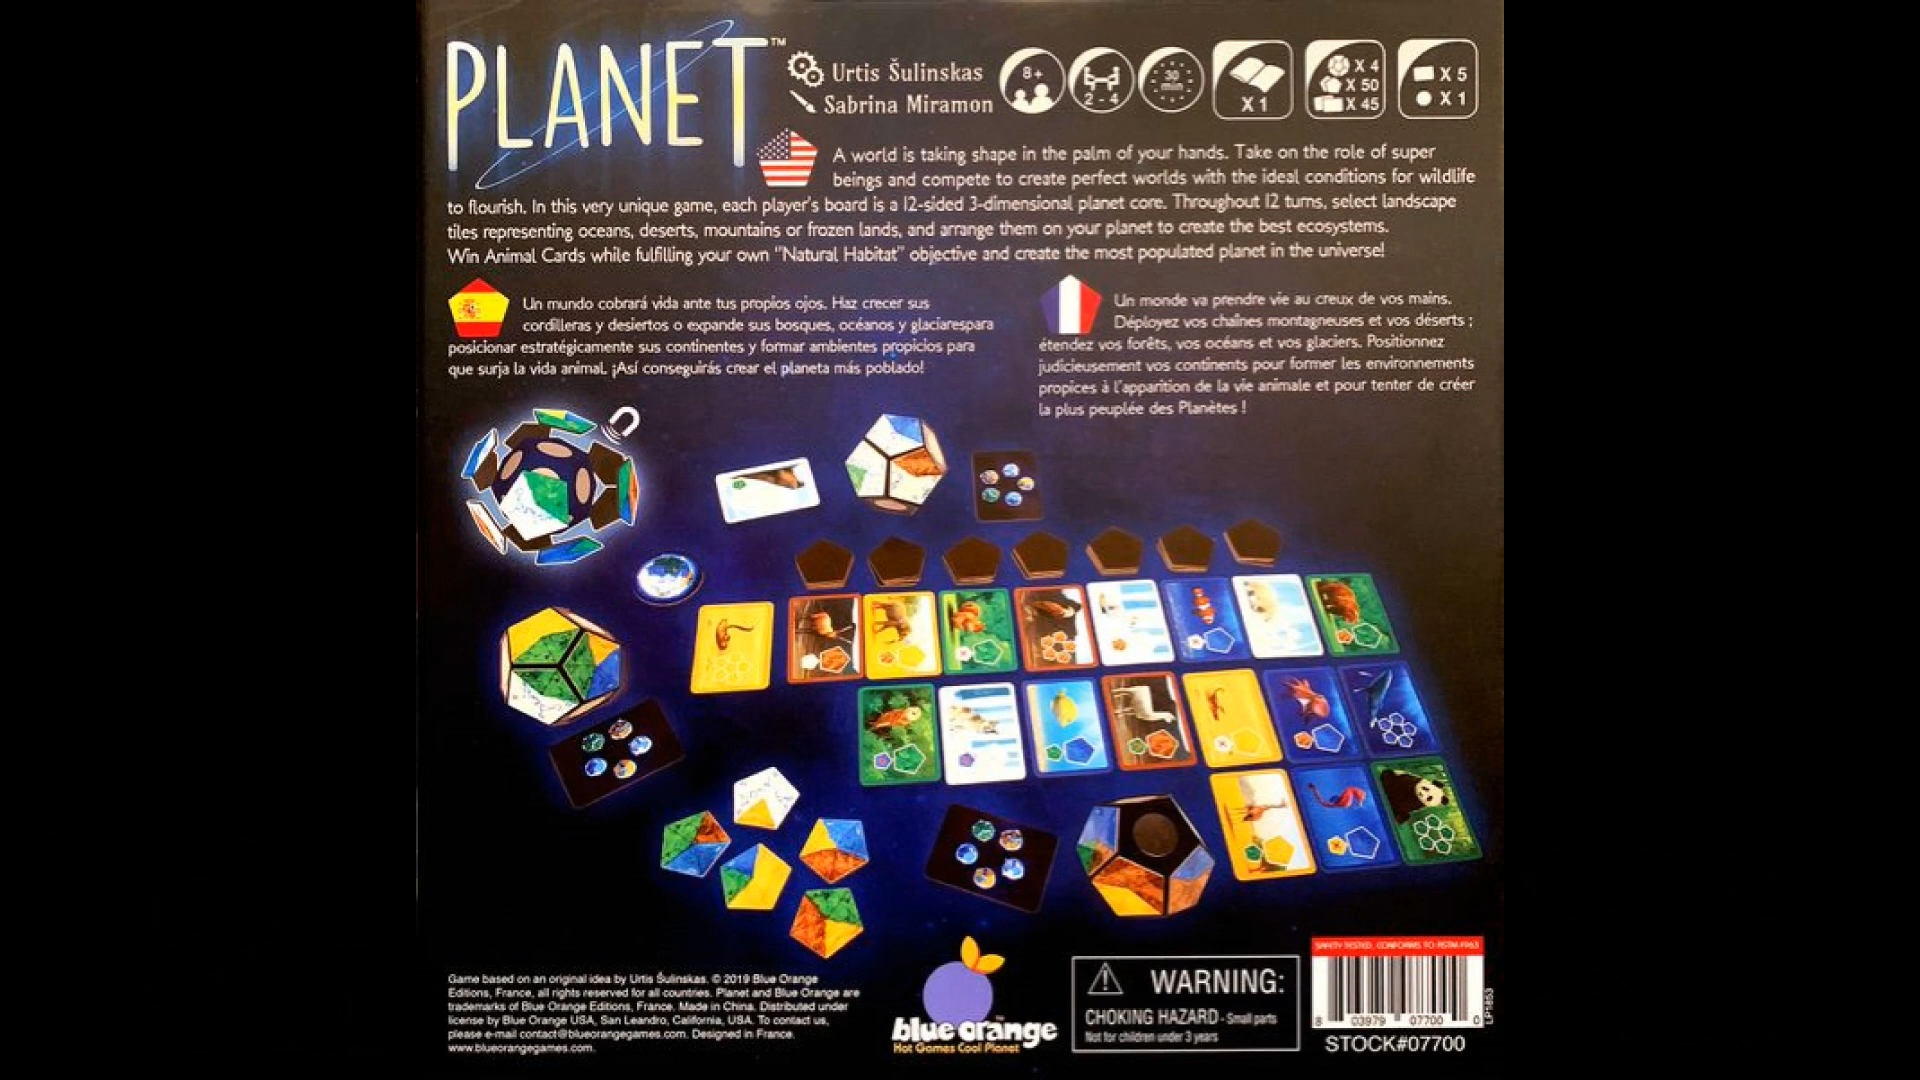 PLANET™
Urtis Šulinskas
Sabrina Miramon
8+
2 - 4
30 min
X 1
X 4
X 50
X 45
X 5
X 1
A world is taking shape in the palm of your hands. Take on the role of super
beings and compete to create perfect worlds with the ideal conditions for wildlife
to flourish. In this very unique game, each player's board is a 12-sided 3-dimensional planet core. Throughout 12 turns, select landscape
tiles representing oceans, deserts, mountains or frozen lands, and arrange them on your planet to create the best ecosystems.
Win Animal Cards while fulfilling your own "Natural Habitat" objective and create the most populated planet in the universe!
Un mundo cobrará vida ante tus propios ojos. Haz crecer sus
cordilleras y desiertos o expande sus bosques, océanos y glaciarespara
posicionar estratégicamente sus continentes y formar ambientes propicios para
que surja la vida animal. ¡Así conseguirás crear el planeta más poblado!
Un monde va prendre vie au creux de vos mains.
Déployez vos chaînes montagneuses et vos déserts ;
étendez vos forêts, vos océans et vos glaciers. Positionnez
judicieusement vos continents pour former les environnements
propices à l'apparition de la vie animale et pour tenter de créer
la plus peuplée des Planètes !
Game based on an original idea by Urtis Šulinskas. © 2019 Blue Orange
Editions, France, all rights reserved for all countries. Planet and Blue Orange are
trademarks of Blue Orange Editions, France. Made in China. Distributed under
license by Blue Orange USA, San Leandro, California, USA. To contact us,
please e-mail contact@blueorangegames.com. Designed in France.
www.blueorangegames.com.
blue orange™
Hot Games Cool Planet
WARNING:
CHOKING HAZARD - Small parts
Not for children under 3 years
SAFETY TESTED. CONFORMS TO ASTM F963
8 03979 07700 0
LP15853
STOCK#07700